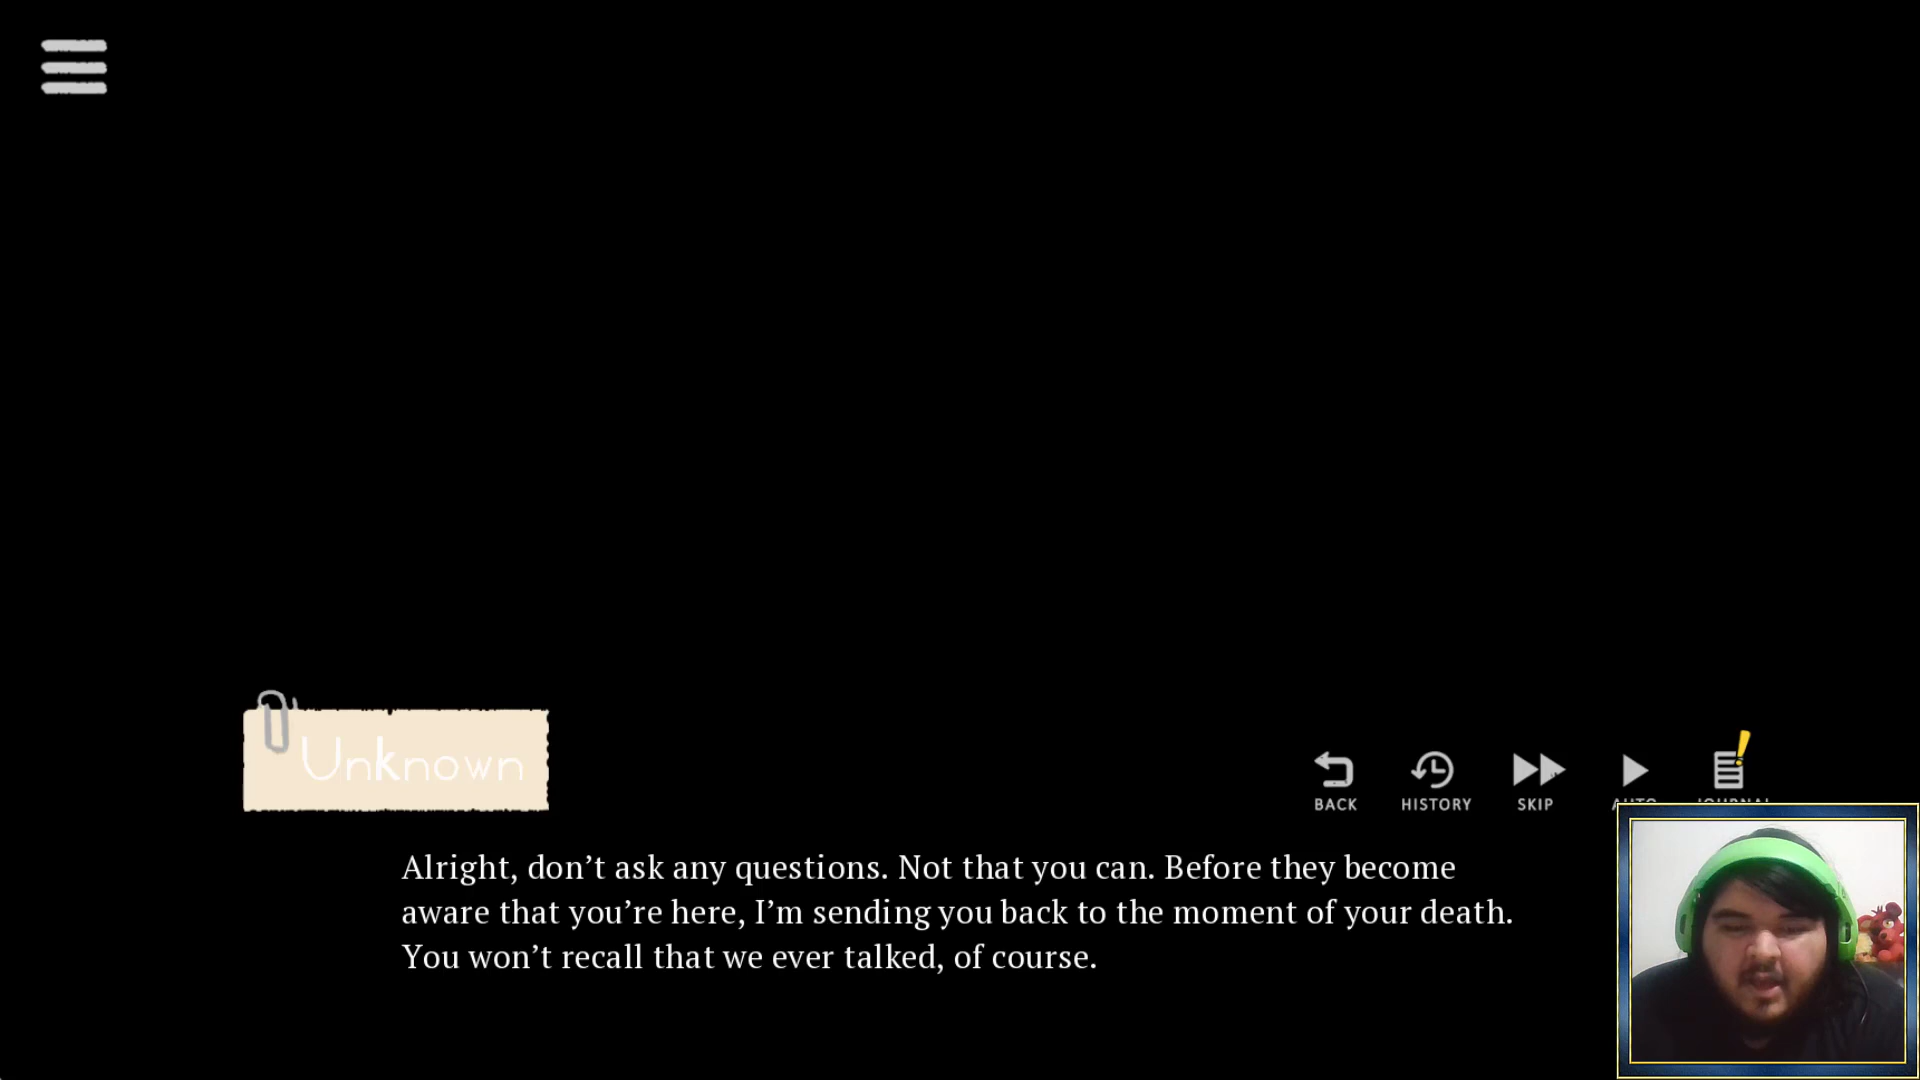 Unknown
BACK
HISTORY
SKIP
AUTO
JOURNAL
Alright, don’t ask any questions. Not that you can. Before they become
aware that you’re here, I’m sending you back to the moment of your death.
You won’t recall that we ever talked, of course.